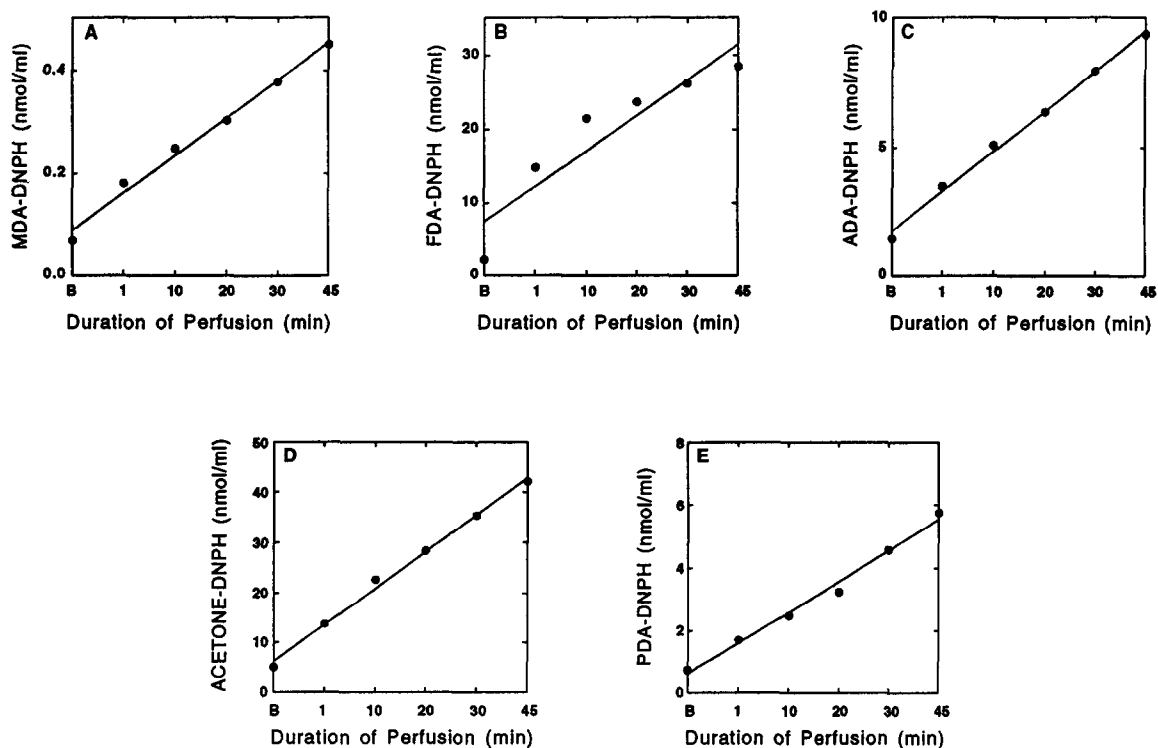 A
MDA-DNPH (nmol/ml)
0.4
0.2
0.0
B 1 10 20 30 45
Duration of Perfusion (min)
B
FDA-DNPH (nmol/ml)
30
20
10
0
B 1 10 20 30 45
Duration of Perfusion (min)
C
ADA-DNPH (nmol/ml)
10
5
0
B 1 10 20 30 45
Duration of Perfusion (min)
D
ACETONE-DNPH (nmol/ml)
50
40
30
20
10
0
B 1 10 20 30 45
Duration of Perfusion (min)
E
PDA-DNPH (nmol/ml)
8
6
4
2
0
B 1 10 20 30 45
Duration of Perfusion (min)